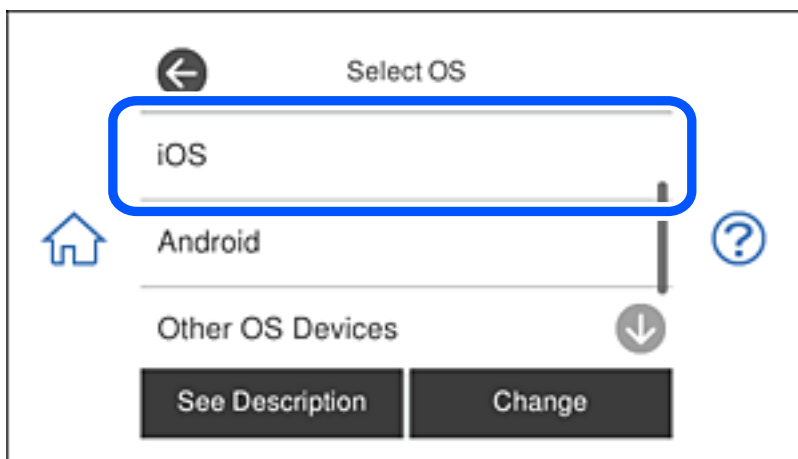 Select OS
iOS
Android
Other OS Devices
See Description
Change